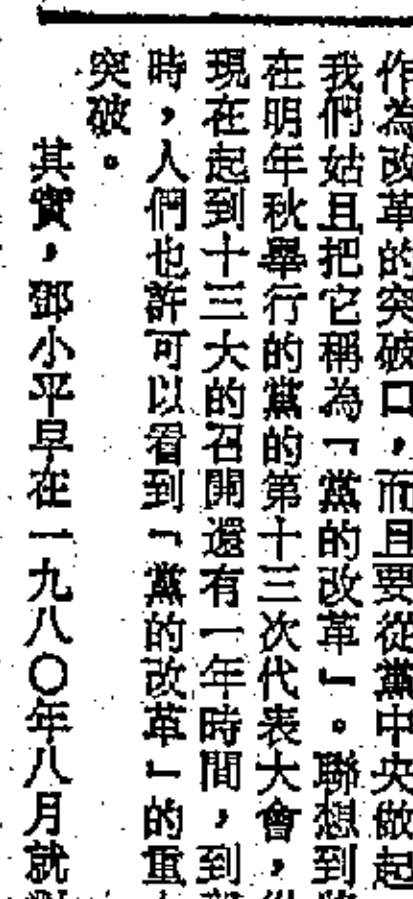 作為改革的突破口，而且要從黨中央做起
我們姑且把它稱為「黨的改革」。聯想到
在明年秋舉行的黨的第十三次代表大會，
現在起到十三大的召開還有一年時間，到
時，人們也許可以看到「黨的改革」的重
突破。
其實，鄧小平早在一九八〇年八月就